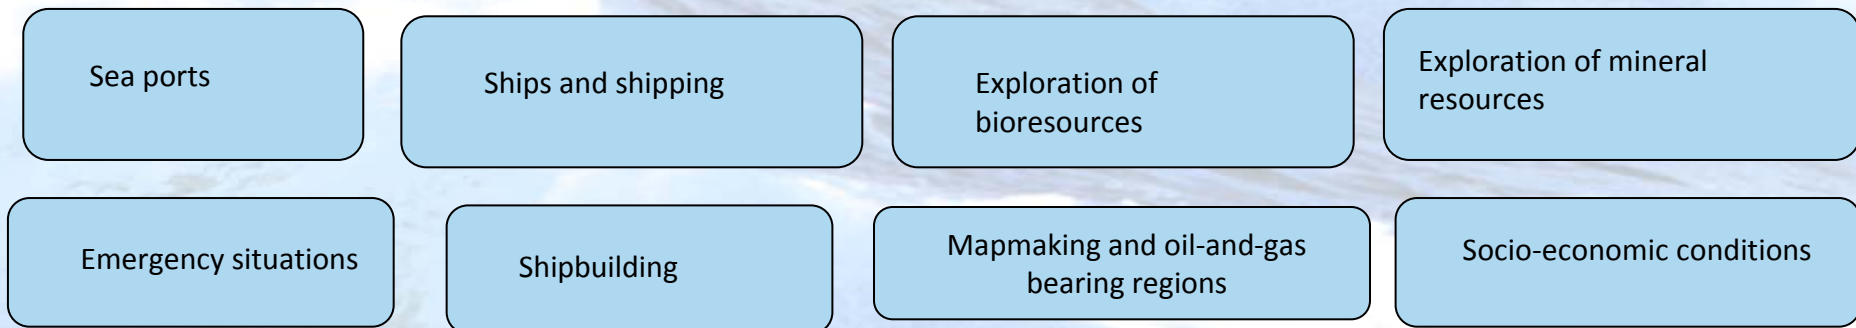 Sea ports
Ships and shipping
Exploration of
bioresources
Exploration of mineral
resources
Emergency situations
Shipbuilding
Mapmaking and oil-and-gas
bearing regions
Socio-economic conditions